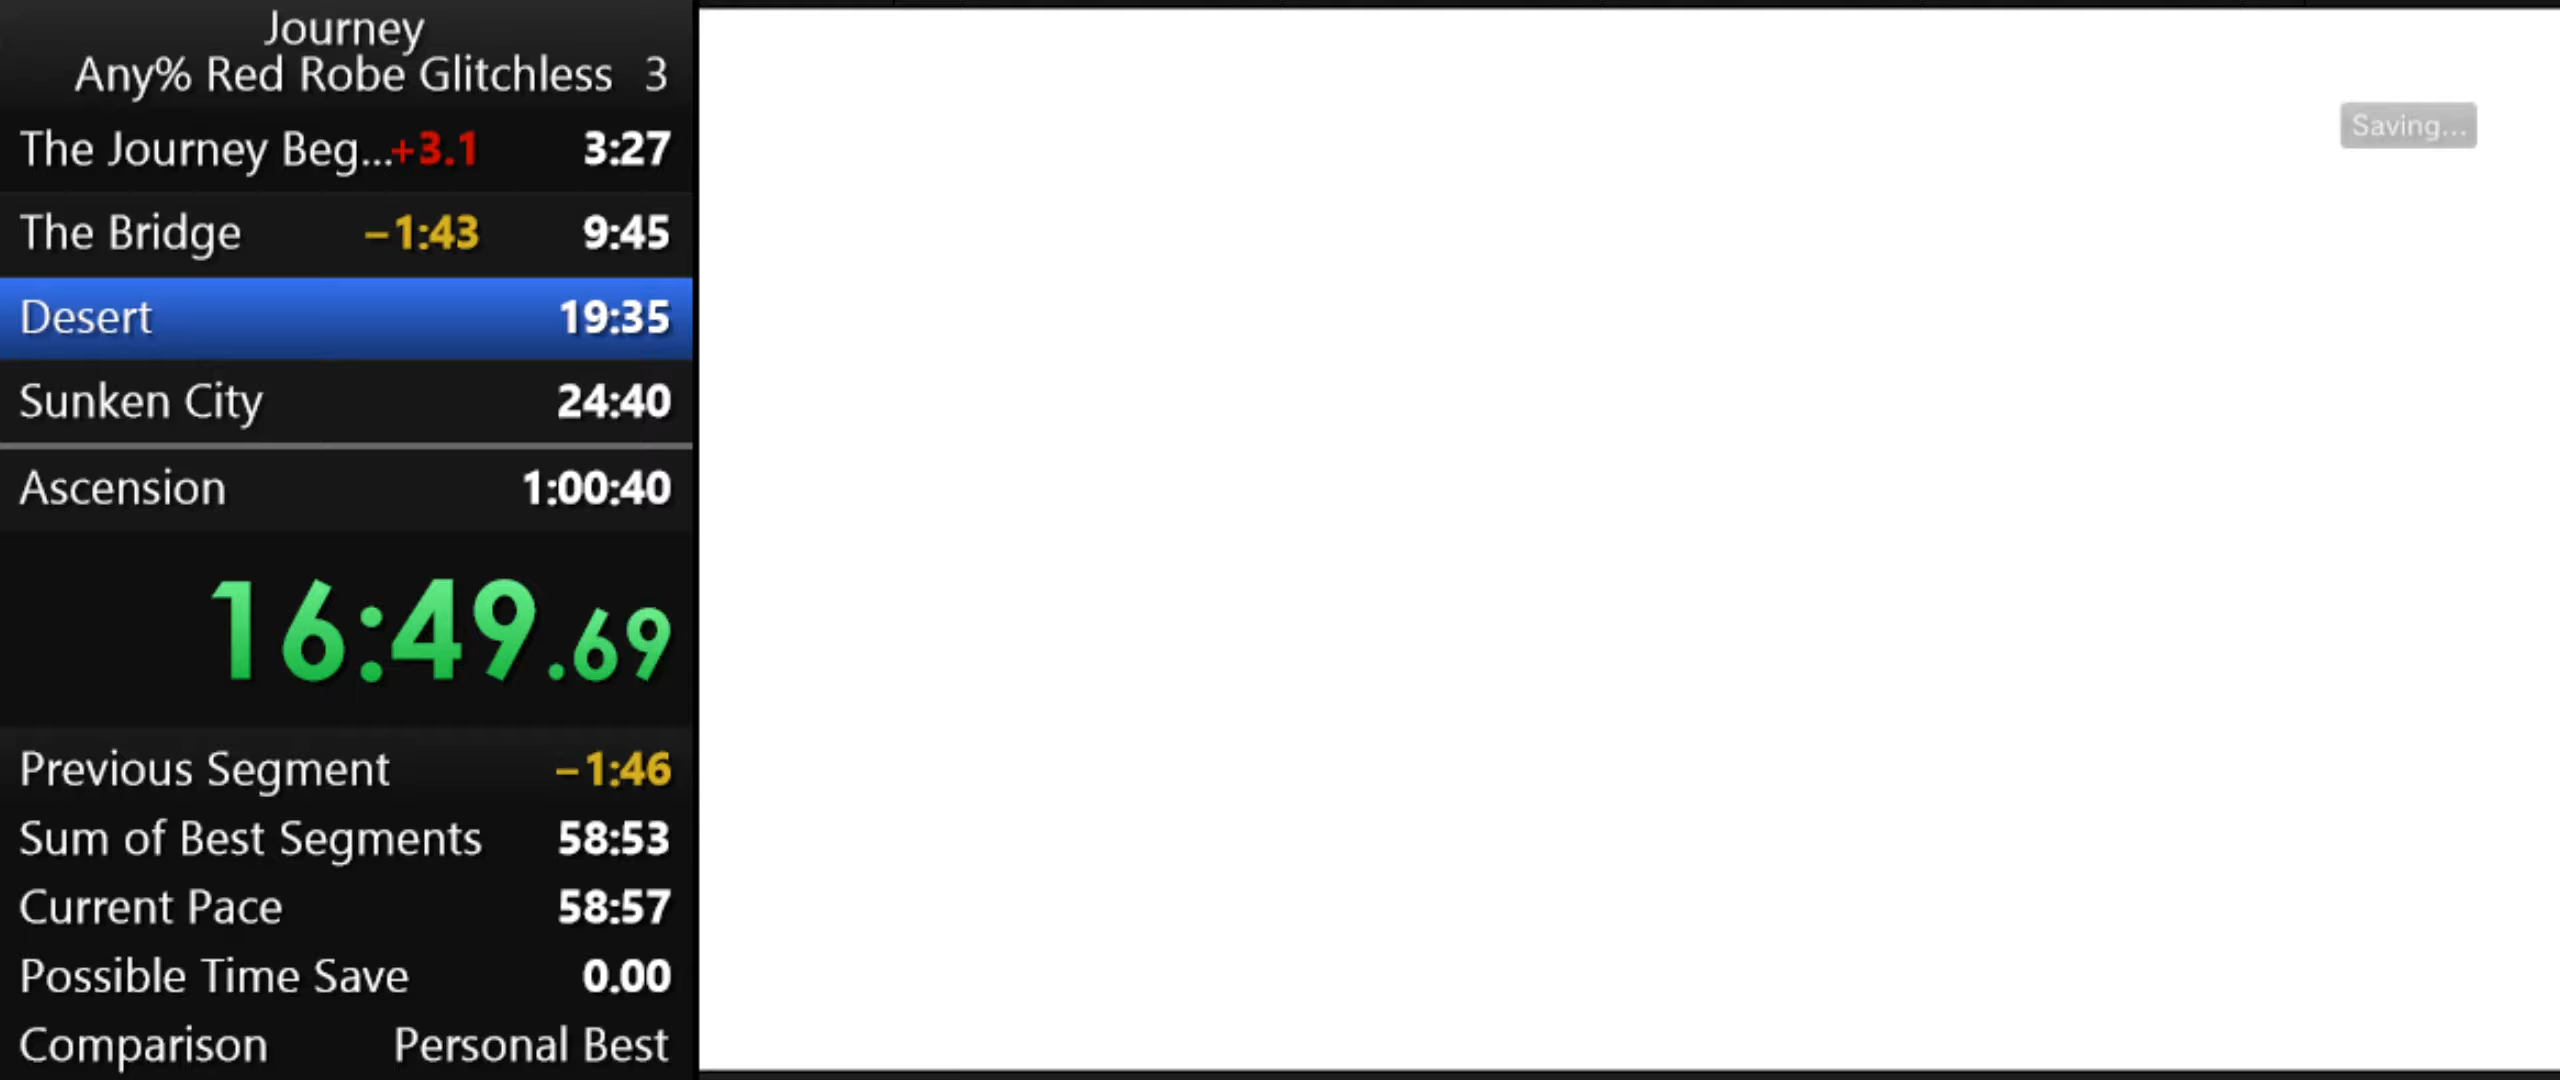 Journey
Any% Red Robe Glitchless 3
The Journey Beg... +3.1 3:27
The Bridge −1:43 9:45
Desert 19:35
Sunken City 24:40
Ascension 1:00:40
16:49.69
Previous Segment −1:46
Sum of Best Segments 58:53
Current Pace 58:57
Possible Time Save 0.00
Comparison Personal Best
Saving...